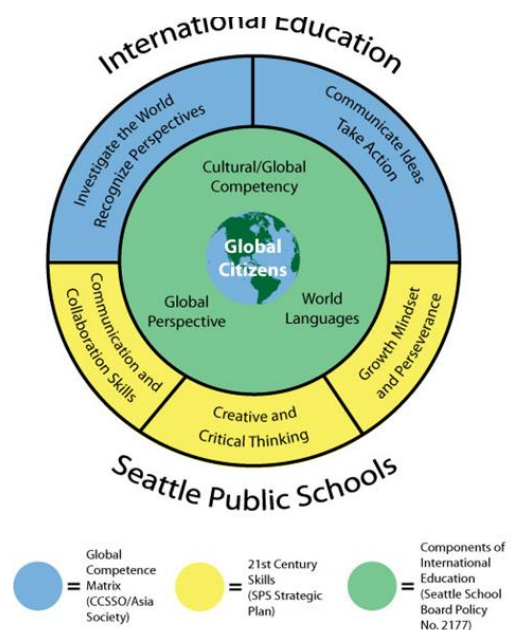 International Education
Investigate the World
Recognize Perspectives
Communicate Ideas
Take Action
Cultural/Global
Competency
Global
Citizens
Global
Perspective
World
Languages
Communication and
Collaboration Skills
Creative and
Critical Thinking
Growth Mindset
and Perseverance
Seattle Public Schools
= Global
Competence
Matrix
(CCSSO/Asia
Society)
= 21st Century
Skills
(SPS Strategic
Plan)
= Components of
International
Education
(Seattle School
Board Policy
No. 2177)